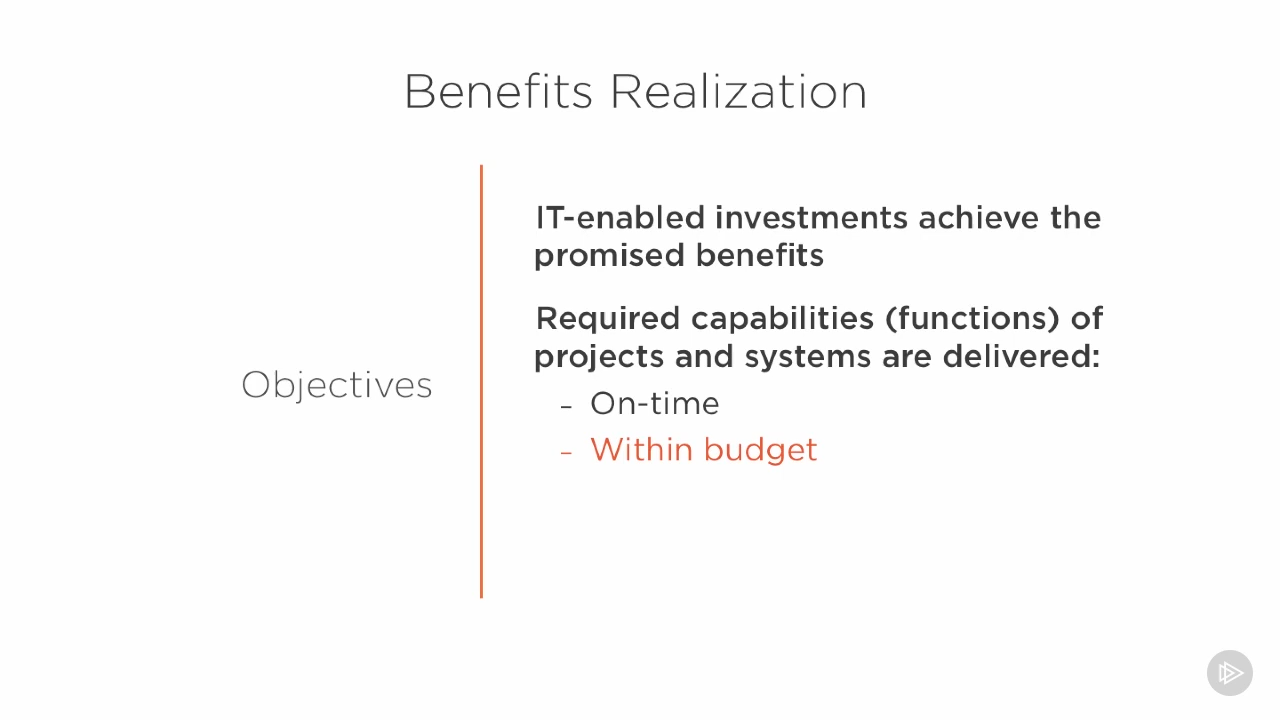 Benefits Realization
Objectives
IT-enabled investments achieve the
promised benefits
Required capabilities (functions) of
projects and systems are delivered:
- On-time
- Within budget